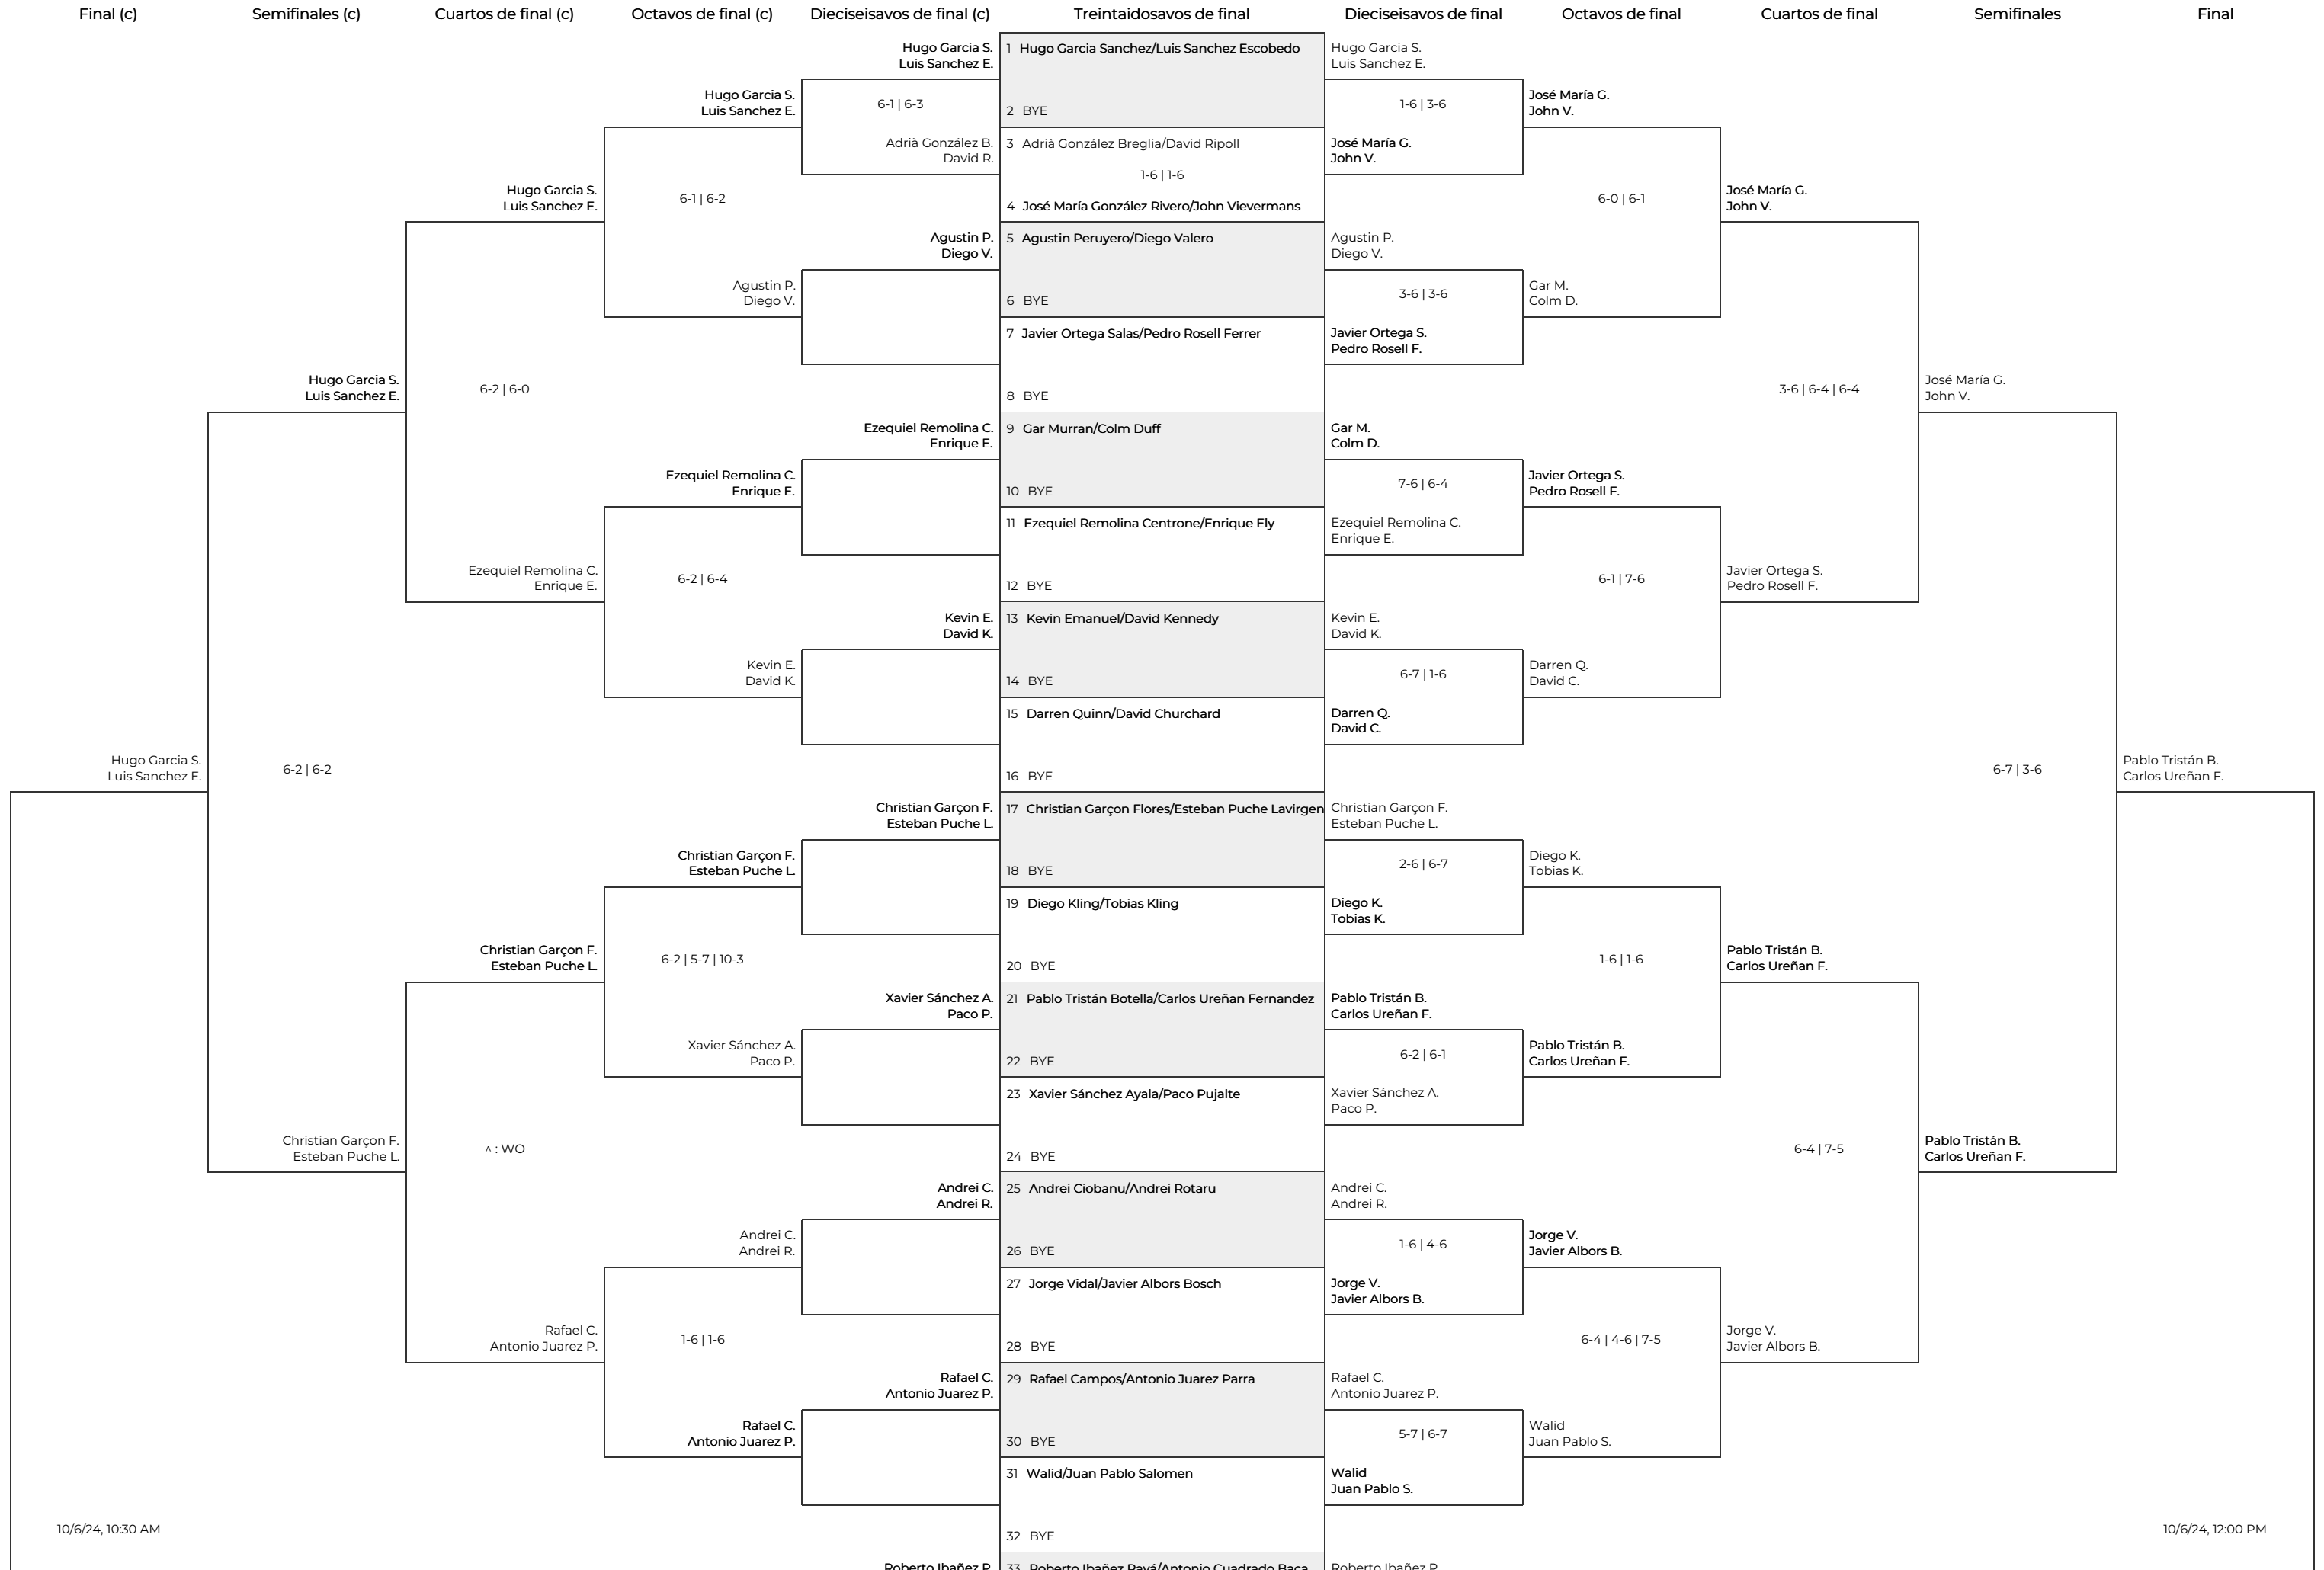 Final (c)
Semifinales (c)
Cuartos de final (c)
Octavos de final (c)
Dieciseisavos de final (c)
Treintaidosavos de final
Dieciseisavos de final
Octavos de final
Cuartos de final
Semifinales
Final
Hugo Garcia S.
Luis Sanchez E.
6-2 | 6-2
10/6/24, 10:30 AM
Hugo Garcia S.
Luis Sanchez E.
6-2 | 6-0
Christian Garçon F.
Esteban Puche L.
^ : WO
Hugo Garcia S.
Luis Sanchez E.
6-1 | 6-2
Ezequiel Remolina C.
Enrique E.
6-2 | 6-4
Christian Garçon F.
Esteban Puche L.
6-2 | 5-7 | 10-3
Rafael C.
Antonio Juarez P.
1-6 | 1-6
Hugo Garcia S.
Luis Sanchez E.
6-1 | 6-3
Agustin P.
Diego V.
Ezequiel Remolina C.
Enrique E.
Kevin E.
David K.
Christian Garçon F.
Esteban Puche L.
Xavier Sánchez A.
Paco P.
Andrei C.
Andrei R.
Rafael C.
Antonio Juarez P.
Hugo Garcia S.
Luis Sanchez E.
Adrià González B.
David R.
Agustin P.
Diego V.
Ezequiel Remolina C.
Enrique E.
Kevin E.
David K.
Christian Garçon F.
Esteban Puche L.
Xavier Sánchez A.
Paco P.
Andrei C.
Andrei R.
Rafael C.
Antonio Juarez P.
Roberto Ibañez P.
1 Hugo Garcia Sanchez/Luis Sanchez Escobedo
2 BYE
3 Adrià González Breglia/David Ripoll
1-6 | 1-6
4 José María González Rivero/John Vievermans
5 Agustin Peruyero/Diego Valero
6 BYE
7 Javier Ortega Salas/Pedro Rosell Ferrer
8 BYE
9 Gar Murran/Colm Duff
10 BYE
11 Ezequiel Remolina Centrone/Enrique Ely
12 BYE
13 Kevin Emanuel/David Kennedy
14 BYE
15 Darren Quinn/David Churchard
16 BYE
17 Christian Garçon Flores/Esteban Puche Lavirgen
18 BYE
19 Diego Kling/Tobias Kling
20 BYE
21 Pablo Tristán Botella/Carlos Ureñan Fernandez
22 BYE
23 Xavier Sánchez Ayala/Paco Pujalte
24 BYE
25 Andrei Ciobanu/Andrei Rotaru
26 BYE
27 Jorge Vidal/Javier Albors Bosch
28 BYE
29 Rafael Campos/Antonio Juarez Parra
30 BYE
31 Walid/Juan Pablo Salomen
32 BYE
33 Roberto Ibañez Payá/Antonio Cuadrado Baca
Hugo Garcia S.
Luis Sanchez E.
1-6 | 3-6
José María G.
John V.
Agustin P.
Diego V.
3-6 | 3-6
Javier Ortega S.
Pedro Rosell F.
Gar M.
Colm D.
7-6 | 6-4
Ezequiel Remolina C.
Enrique E.
Kevin E.
David K.
6-7 | 1-6
Darren Q.
David C.
Christian Garçon F.
Esteban Puche L.
2-6 | 6-7
Diego K.
Tobias K.
Pablo Tristán B.
Carlos Ureñan F.
6-2 | 6-1
Xavier Sánchez A.
Paco P.
Andrei C.
Andrei R.
1-6 | 4-6
Jorge V.
Javier Albors B.
Rafael C.
Antonio Juarez P.
5-7 | 6-7
Walid
Juan Pablo S.
Roberto Ibañez P.
José María G.
John V.
6-0 | 6-1
Gar M.
Colm D.
Javier Ortega S.
Pedro Rosell F.
6-1 | 7-6
Darren Q.
David C.
Diego K.
Tobias K.
1-6 | 1-6
Pablo Tristán B.
Carlos Ureñan F.
Jorge V.
Javier Albors B.
6-4 | 4-6 | 7-5
Walid
Juan Pablo S.
José María G.
John V.
3-6 | 6-4 | 6-4
Javier Ortega S.
Pedro Rosell F.
Pablo Tristán B.
Carlos Ureñan F.
6-4 | 7-5
Jorge V.
Javier Albors B.
José María G.
John V.
6-7 | 3-6
Pablo Tristán B.
Carlos Ureñan F.
Pablo Tristán B.
Carlos Ureñan F.
10/6/24, 12:00 PM